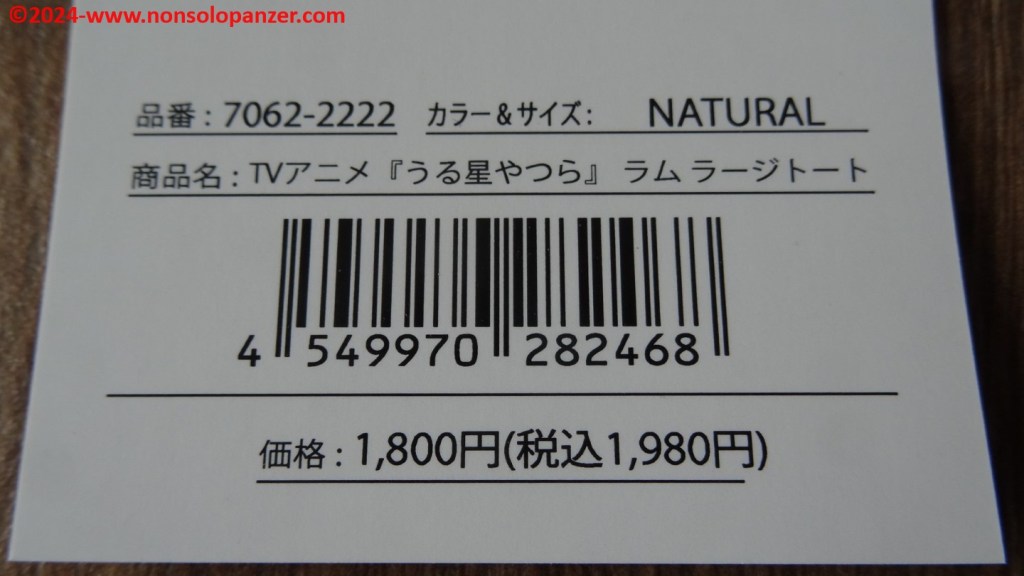 ©2024-www.nonsolopanzer.com
品番：7062-2222 カラー＆サイズ： NATURAL
商品名：TVアニメ『うる星やつら』 ラム ラージトート
4 549970 282468
価格：1,800円(税込1,980円)